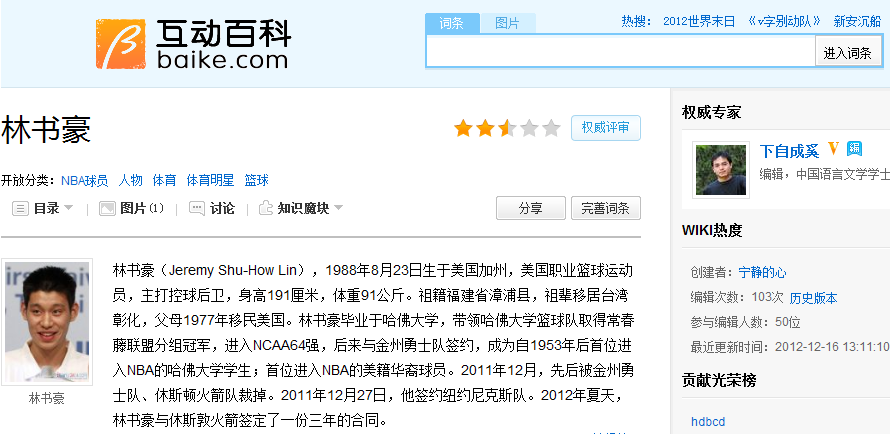 互动百科
baike.com
词条 图片
热搜： 2012世界末日 《v字别动队》 新安沉船
进入词条
林书豪
权威评审
开放分类： NBA球员 人物 体育 体育明星 篮球
目录 图片(1) 讨论 知识魔块
分享 完善词条
林书豪（Jeremy Shu-How Lin），1988年8月23日生于美国加州，美国职业篮球运动
员，主打控球后卫，身高191厘米，体重91公斤。祖籍福建省漳浦县，祖辈移居台湾
彰化，父母1977年移民美国。林书豪毕业于哈佛大学，带领哈佛大学篮球队取得常春
藤联盟分组冠军，进入NCAA64强，后来与金州勇士队签约，成为自1953年后首位进
入NBA的哈佛大学学生；首位进入NBA的美籍华裔球员。2011年12月，先后被金州勇
士队、休斯顿火箭队裁掉。2011年12月27日，他签约纽约尼克斯队。2012年夏天，
林书豪与休斯敦火箭签定了一份三年的合同。
林书豪
权威专家
下自成奚 V 编
编辑，中国语言文学学士
WIKI热度
创建者：宁静的心
编辑次数：103次 历史版本
参与编辑人数：50位
最近更新时间：2012-12-16 13:11:10
贡献光荣榜
hdbcd